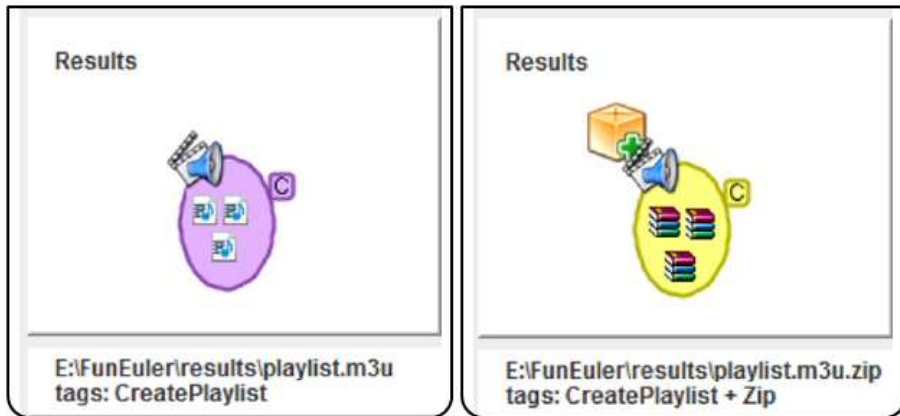 Results
C
E:\FunEuler\results\playlist.m3u
tags: CreatePlaylist
Results
C
E:\FunEuler\results\playlist.m3u.zip
tags: CreatePlaylist + Zip